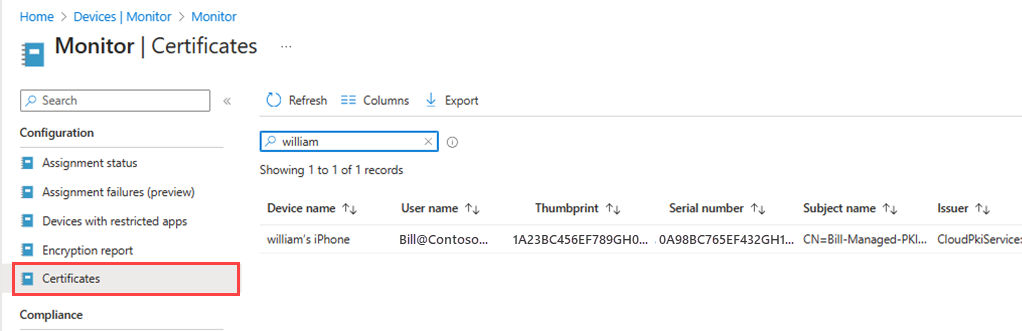 Home > Devices | Monitor > Monitor
Monitor | Certificates ...
Search «
Configuration
Assignment status
Assignment failures (preview)
Devices with restricted apps
Encryption report
Certificates
Compliance
Refresh Columns Export
william
Showing 1 to 1 of 1 records
Device name User name Thumbprint Serial number Subject name Issuer
william's iPhone Bill@Contoso... 1A23BC456EF789GH0... 0A98BC765EF432GH1... CN=Bill-Managed-PKI... CloudPkiService: